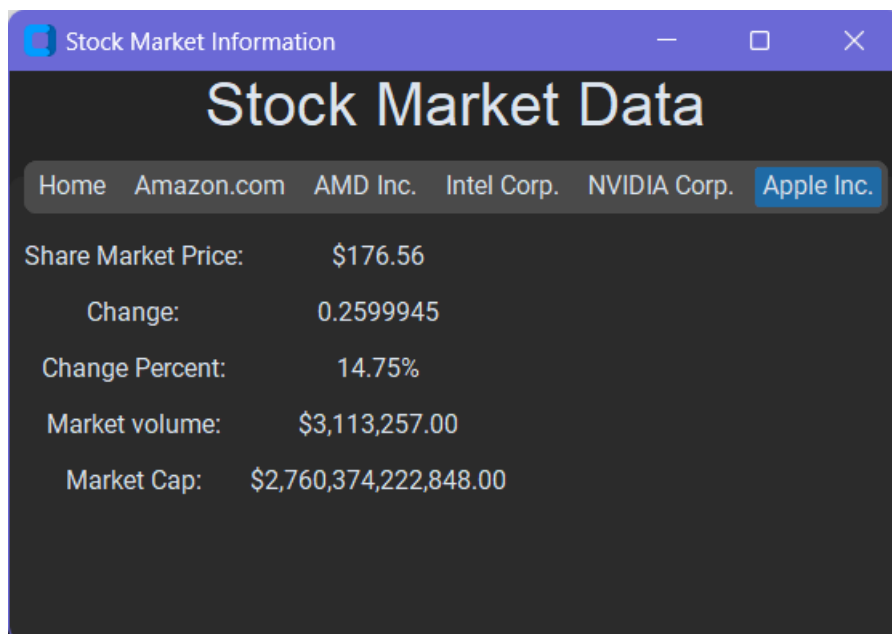 Stock Market Information
Stock Market Data
Home Amazon.com AMD Inc. Intel Corp. NVIDIA Corp. Apple Inc.
Share Market Price: $176.56
Change: 0.2599945
Change Percent: 14.75%
Market volume: $3,113,257.00
Market Cap: $2,760,374,222,848.00